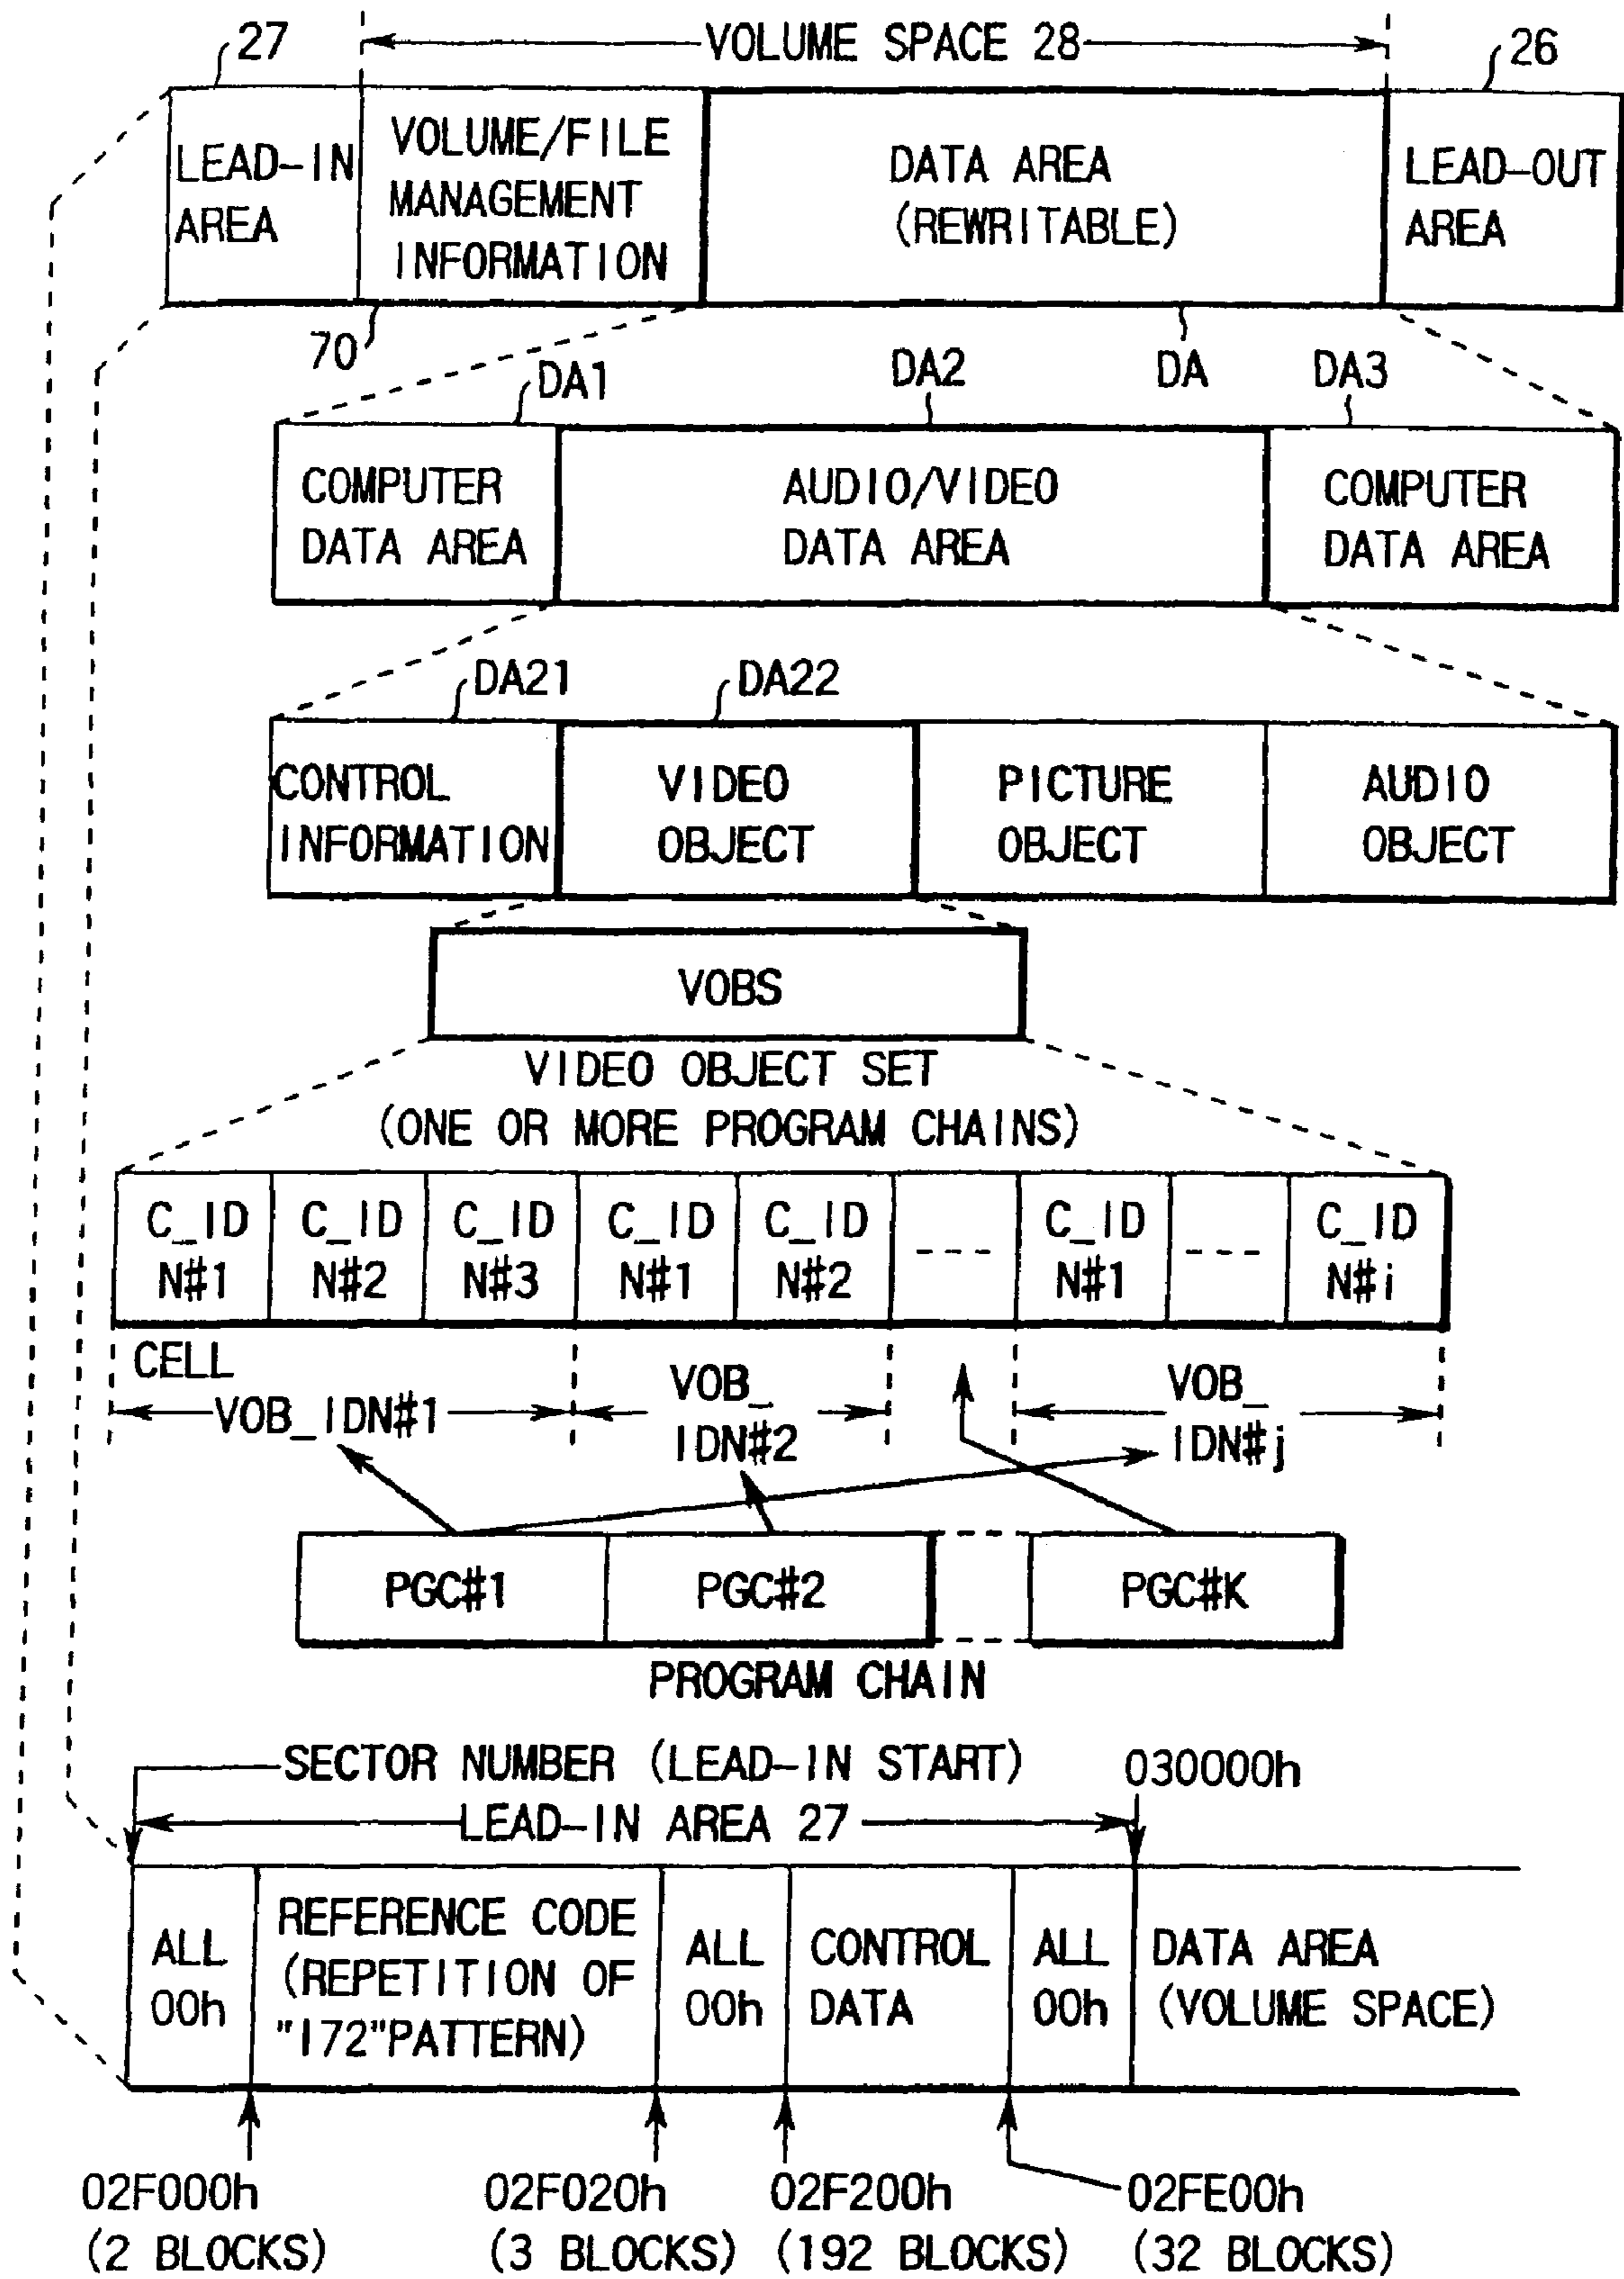 27
VOLUME SPACE 28
26
LEAD-IN
AREA
VOLUME/FILE
MANAGEMENT
INFORMATION
DATA AREA
(REWRITABLE)
LEAD-OUT
AREA
70
DA1
DA2
DA
DA3
COMPUTER
DATA AREA
AUDIO/VIDEO
DATA AREA
COMPUTER
DATA AREA
DA21
DA22
CONTROL
INFORMATION
VIDEO
OBJECT
PICTURE
OBJECT
AUDIO
OBJECT
VOBS
VIDEO OBJECT SET
(ONE OR MORE PROGRAM CHAINS)
C_ID
N#1
C_ID
N#2
C_ID
N#3
C_ID
N#1
C_ID
N#2
----
C_ID
N#1
----
C_ID
N#i
CELL
VOB_IDN#1
VOB_
IDN#2
VOB_
IDN#j
PGC#1
PGC#2
PGC#K
PROGRAM CHAIN
SECTOR NUMBER (LEAD-IN START)
030000h
LEAD-IN AREA 27
ALL
00h
REFERENCE CODE
(REPETITION OF
"172"PATTERN)
ALL
00h
CONTROL
DATA
ALL
00h
DATA AREA
(VOLUME SPACE)
02F000h
(2 BLOCKS)
02F020h
(3 BLOCKS)
02F200h
(192 BLOCKS)
02FE00h
(32 BLOCKS)